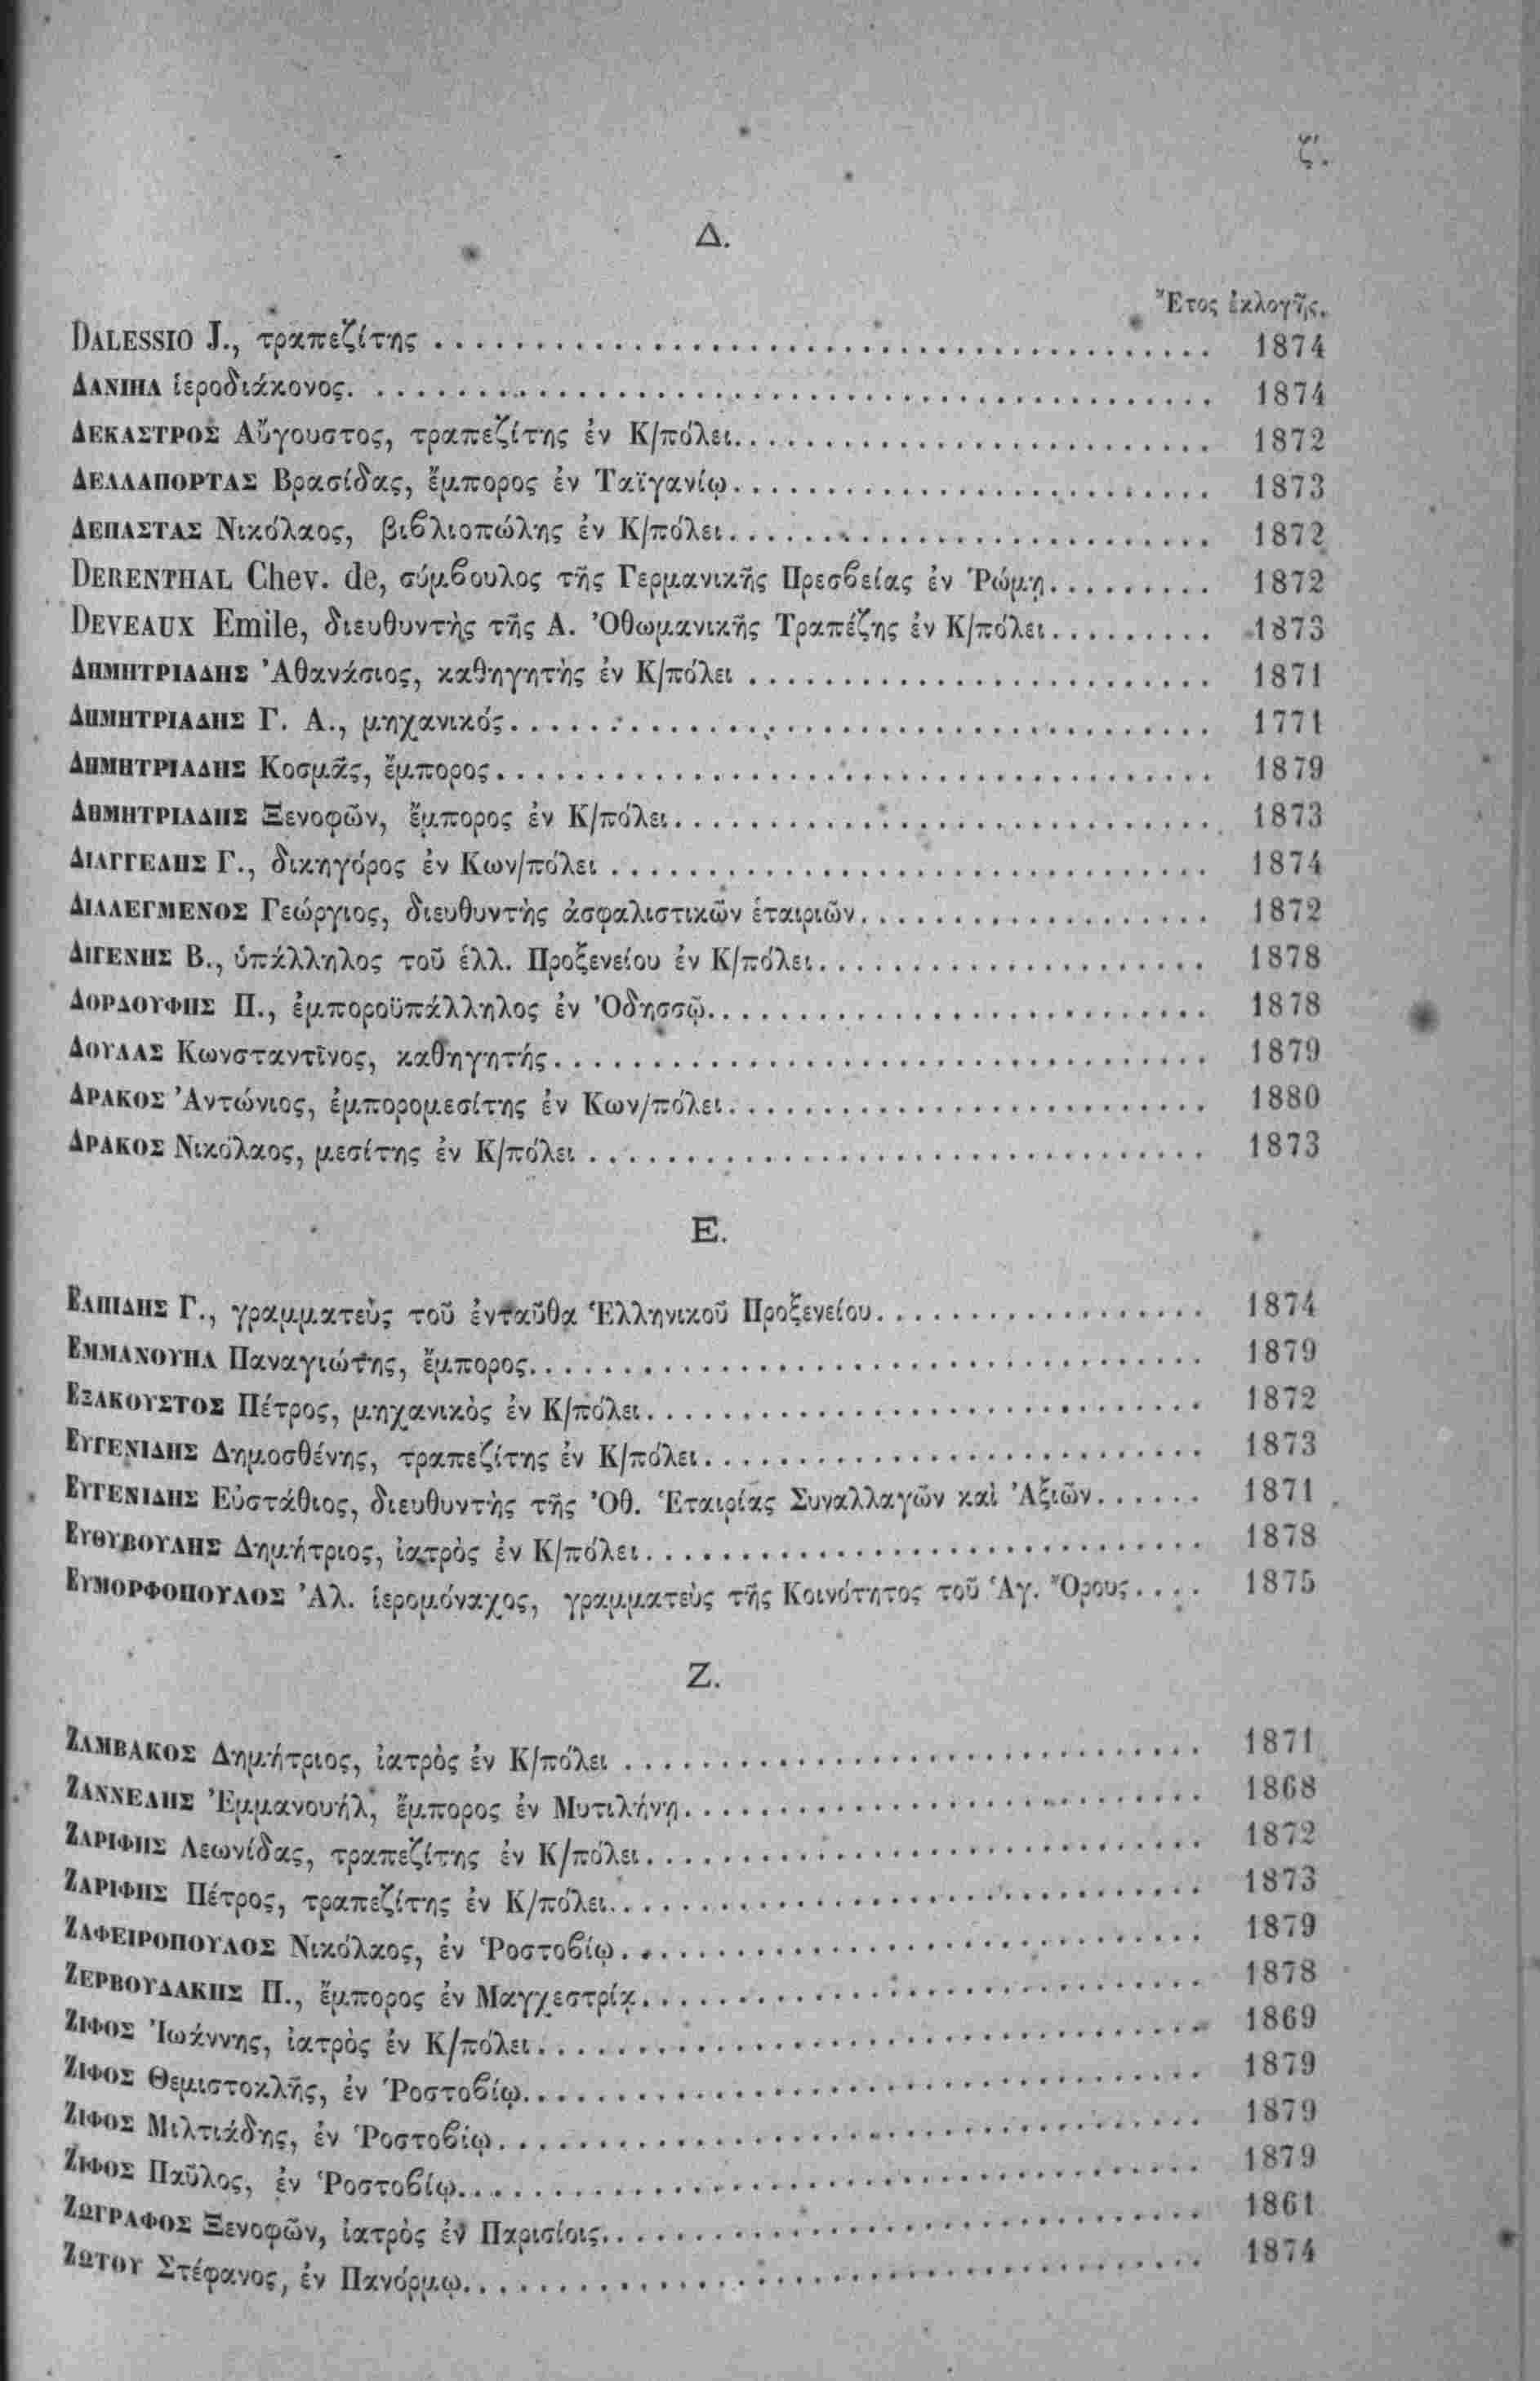 ζ'.
Δ.
Ἔτος ἐκλογῆς.
DALESSIO J., τραπεζίτης ........................................ 1874
ΔΑΝΙΗΛ ἱεροδιάκονος. ........................................ 1874
ΔΕΚΑΣΤΡΟΣ Αὔγουστος, τραπεζίτης ἐν Κ/πόλει........................ 1872
ΔΕΛΛΑΠΟΡΤΑΣ Βρασίδας, ἔμπορος ἐν Ταϊγανίῳ........................ 1873
ΔΕΠΑΣΤΑΣ Νικόλαος, βιβλιοπώλης ἐν Κ/πόλει........................ 1872
DERENTHAL Chev. de, σύμβουλος τῆς Γερμανικῆς Πρεσβείας ἐν Ῥώμῃ......... 1872
DEVEAUX Emile, διευθυντὴς τῆς Α. Ὀθωμανικῆς Τραπέζης ἐν Κ/πόλει......... 1873
ΔΗΜΗΤΡΙΑΔΗΣ Ἀθανάσιος, καθηγητὴς ἐν Κ/πόλει ........................ 1871
ΔΗΜΗΤΡΙΑΔΗΣ Γ. Α., μηχανικός.................................... 1771
ΔΗΜΗΤΡΙΑΔΗΣ Κοσμᾶς, ἔμπορος.................................... 1879
ΔΗΜΗΤΡΙΑΔΗΣ Ξενοφῶν, ἔμπορος ἐν Κ/πόλει............................ 1873
ΔΙΑΓΓΕΛΗΣ Γ., δικηγόρος ἐν Κων/πόλει ............................... 1874
ΔΙΑΛΕΓΜΕΝΟΣ Γεώργιος, διευθυντὴς ἀσφαλιστικῶν ἑταιριῶν.................. 1872
ΔΙΓΕΝΗΣ Β., ὑπάλληλος τοῦ ἑλλ. Προξενείου ἐν Κ/πόλει.................... 1878
ΔΟΡΔΟΥΦΗΣ Π., ἐμποροϋπάλληλος ἐν Ὀδησσῷ.......................... 1878
ΔΟΥΛΑΣ Κωνσταντῖνος, καθηγητής.................................. 1879
ΔΡΑΚΟΣ Ἀντώνιος, ἐμπορομεσίτης ἐν Κων/πόλει......................... 1880
ΔΡΑΚΟΣ Νικόλαος, μεσίτης ἐν Κ/πόλει ................................ 1873
Ε.
ΕΛΠΙΔΗΣ Γ., γραμματεὺς τοῦ ἐνταῦθα Ἑλληνικοῦ Προξενείου................. 1874
ΕΜΜΑΝΟΥΗΛ Παναγιώτης, ἔμπορος.................................. 1879
ΕΞΑΚΟΥΣΤΟΣ Πέτρος, μηχανικὸς ἐν Κ/πόλει............................ 1872
ΕΥΓΕΝΙΔΗΣ Δημοσθένης, τραπεζίτης ἐν Κ/πόλει.......................... 1873
ΕΥΓΕΝΙΔΗΣ Εὐστάθιος, διευθυντὴς τῆς Ὀθ. Ἑταιρίας Συναλλαγῶν καὶ Ἀξιῶν...... 1871
ΕΥΘΥΒΟΥΛΗΣ Δημήτριος, ἰατρὸς ἐν Κ/πόλει............................. 1878
ΕΥΜΟΡΦΟΠΟΥΛΟΣ Ἀλ. ἱερομόναχος, γραμματεὺς τῆς Κοινότητος τοῦ Ἁγ. Ὄρους.... 1875
Ζ.
ΖΑΜΒΑΚΟΣ Δημήτριος, ἰατρὸς ἐν Κ/πόλει .............................. 1871
ΖΑΝΝΕΛΗΣ Ἐμμανουήλ, ἔμπορος ἐν Μυτιλήνῃ........................... 1868
ΖΑΡΙΦΗΣ Λεωνίδας, τραπεζίτης ἐν Κ/πόλει............................. 1872
ΖΑΡΙΦΗΣ Πέτρος, τραπεζίτης ἐν Κ/πόλει............................... 1873
ΖΑΦΕΙΡΟΠΟΥΛΟΣ Νικόλαος, ἐν Ῥοστοβίῳ.............................. 1879
ΖΕΡΒΟΥΔΑΚΗΣ Π., ἔμπορος ἐν Μαγχεστρίᾳ............................. 1878
ΖΙΦΟΣ Ἰωάννης, ἰατρὸς ἐν Κ/πόλει................................... 1869
ΖΙΦΟΣ Θεμιστοκλῆς, ἐν Ῥοστοβίῳ................................... 1879
ΖΙΦΟΣ Μιλτιάδης, ἐν Ῥοστοβίῳ..................................... 1879
ΖΙΦΟΣ Παῦλος, ἐν Ῥοστοβίῳ....................................... 1879
ΖΩΓΡΑΦΟΣ Ξενοφῶν, ἰατρὸς ἐν Παρισίοις............................... 1861
ΖΩΤΟΥ Στέφανος, ἐν Πανόρμῳ...................................... 1874